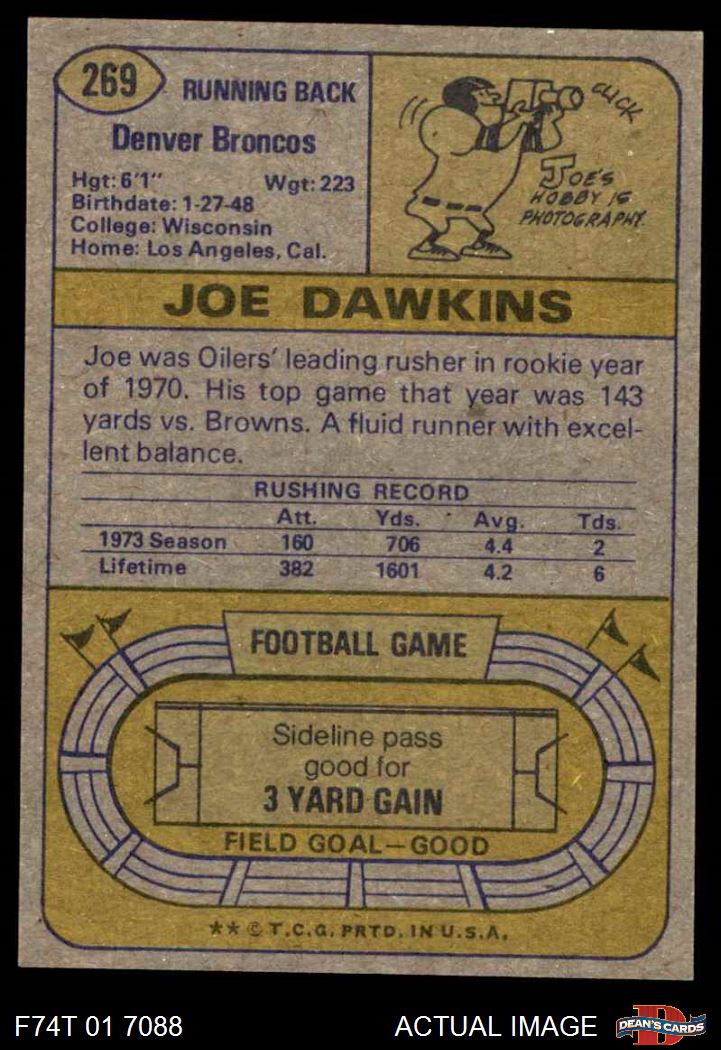 269
RUNNING BACK
Denver Broncos
Hgt: 6'1" Wgt: 223
Birthdate: 1-27-48
College: Wisconsin
Home: Los Angeles, Cal.
CLICK
JOE'S
HOBBY IS
PHOTOGRAPHY.
JOE DAWKINS
Joe was Oilers' leading rusher in rookie year
of 1970. His top game that year was 143
yards vs. Browns. A fluid runner with excel-
lent balance.
RUSHING RECORD
Att. Yds. Avg. Tds.
1973 Season 160 706 4.4 2
Lifetime 382 1601 4.2 6
FOOTBALL GAME
Sideline pass
good for
3 YARD GAIN
FIELD GOAL—GOOD
** © T.C.G. PRTD. IN U.S.A.
F74T 01 7088 ACTUAL IMAGE
D
DEAN'S CARDS